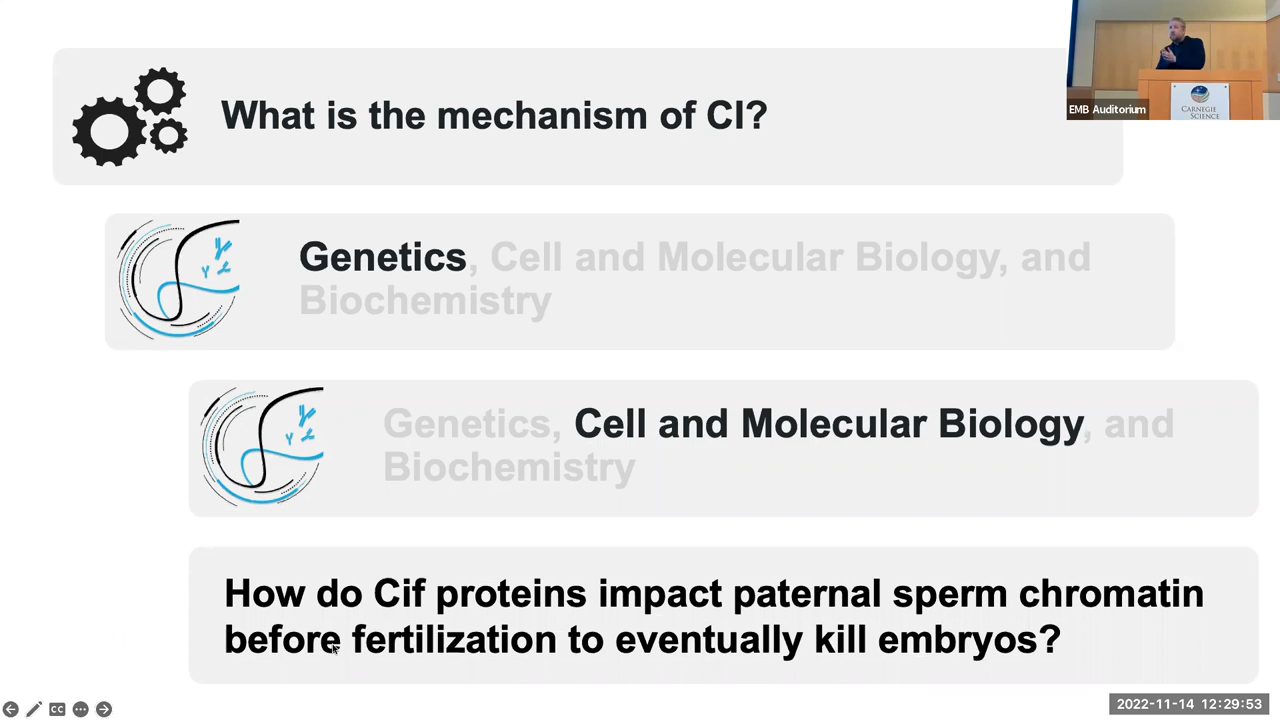 What is the mechanism of CI?
EMB Auditorium
CARNEGIE
SCIENCE
Genetics, Cell and Molecular Biology, and
Biochemistry
Genetics, Cell and Molecular Biology, and
Biochemistry
How do Cif proteins impact paternal sperm chromatin
before fertilization to eventually kill embryos?
CC
2022-11-14 12:29:53